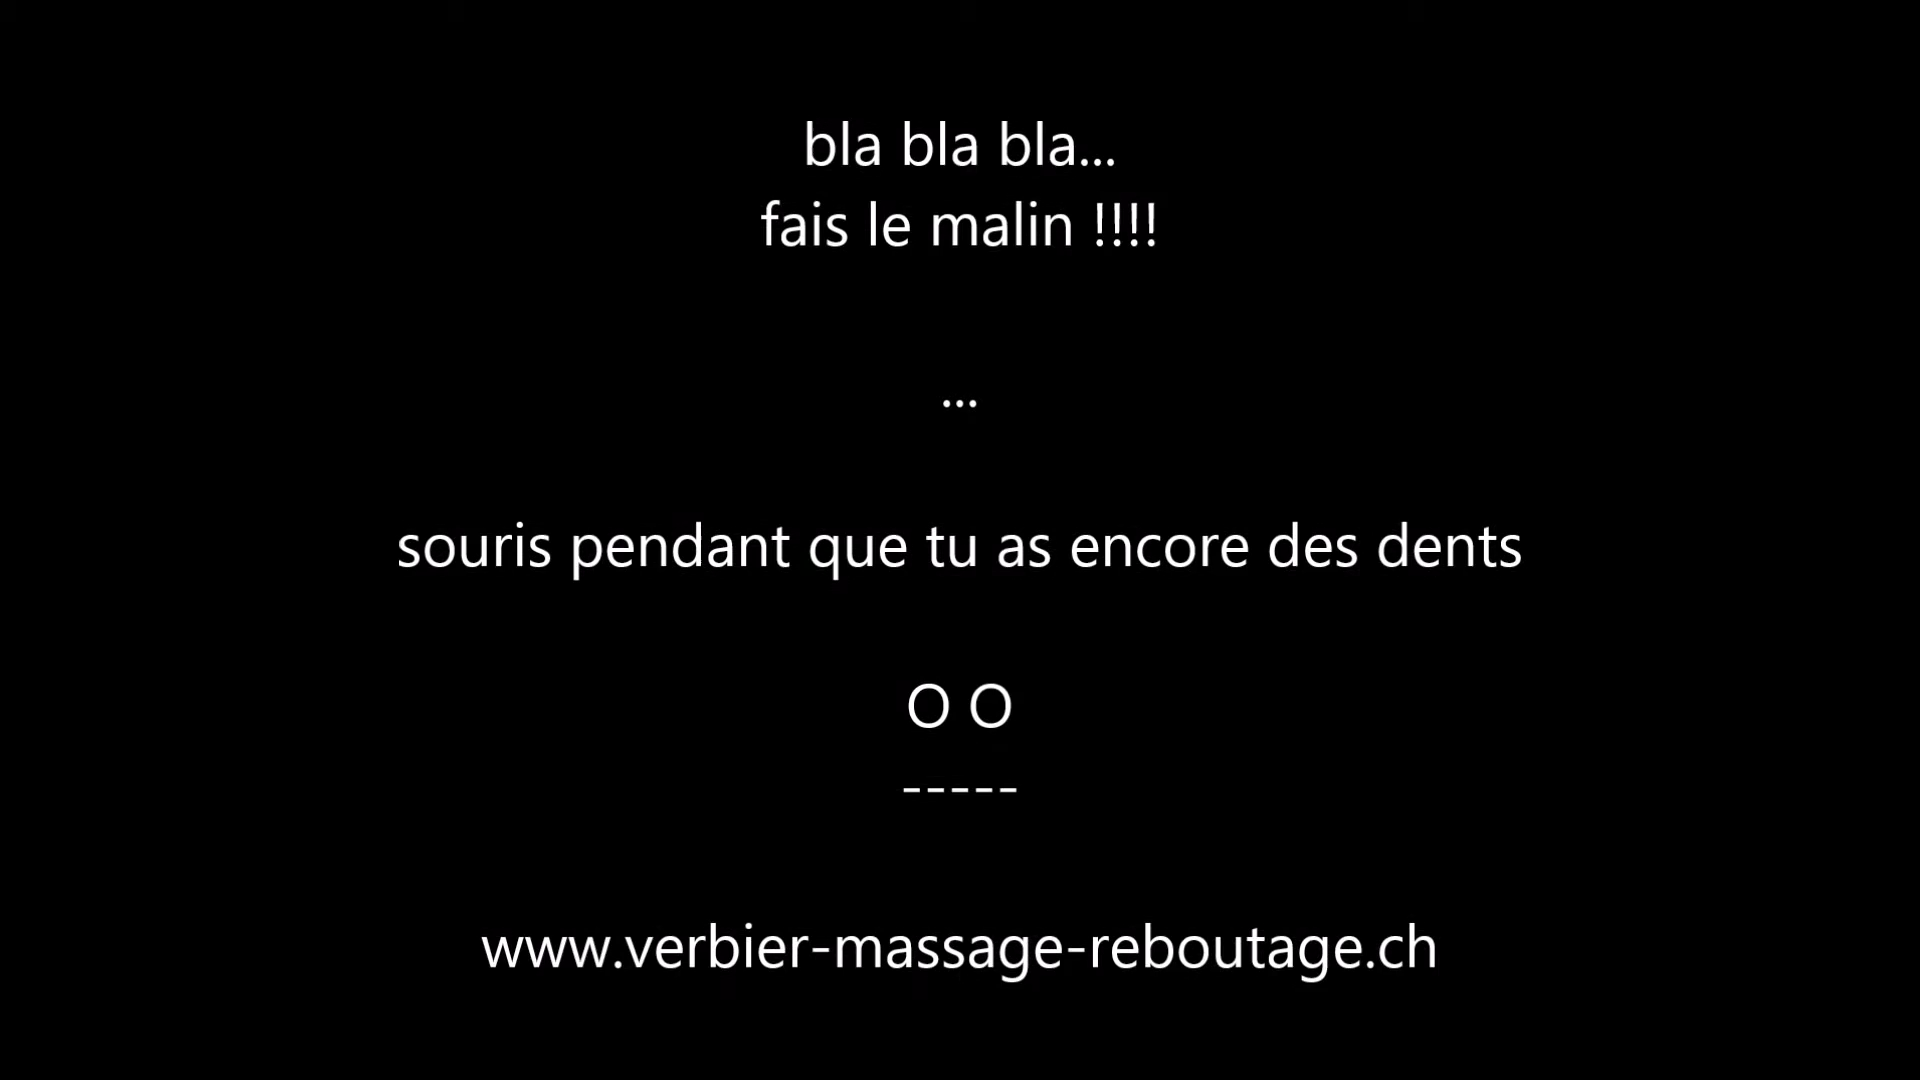 bla bla bla...
fais le malin !!!!
...
souris pendant que tu as encore des dents
O O
-----
www.verbier-massage-reboutage.ch